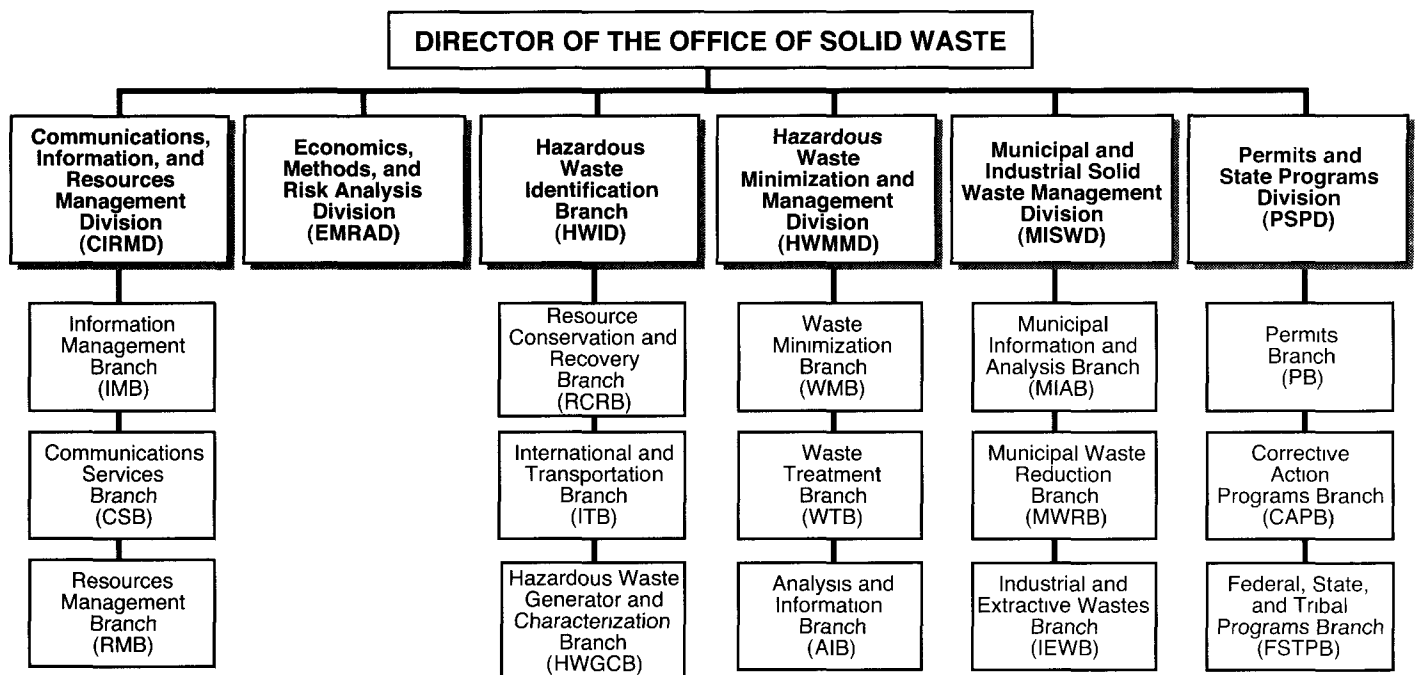 DIRECTOR OF THE OFFICE OF SOLID WASTE
Communications,
Information, and
Resources
Management
Division
(CIRMD)
Economics,
Methods, and
Risk Analysis
Division
(EMRAD)
Hazardous
Waste
Identification
Branch
(HWID)
Hazardous
Waste
Minimization and
Management
Division
(HWMMD)
Municipal and
Industrial Solid
Waste Management
Division
(MISWD)
Permits and
State Programs
Division
(PSPD)
Information
Management
Branch
(IMB)
Resource
Conservation and
Recovery
Branch
(RCRB)
Waste
Minimization
Branch
(WMB)
Municipal
Information and
Analysis Branch
(MIAB)
Permits
Branch
(PB)
Communications
Services
Branch
(CSB)
International and
Transportation
Branch
(ITB)
Waste
Treatment
Branch
(WTB)
Municipal Waste
Reduction
Branch
(MWRB)
Corrective
Action
Programs Branch
(CAPB)
Resources
Management
Branch
(RMB)
Hazardous Waste
Generator and
Characterization
Branch
(HWGCB)
Analysis and
Information
Branch
(AIB)
Industrial and
Extractive Wastes
Branch
(IEWB)
Federal, State,
and Tribal
Programs Branch
(FSTPB)